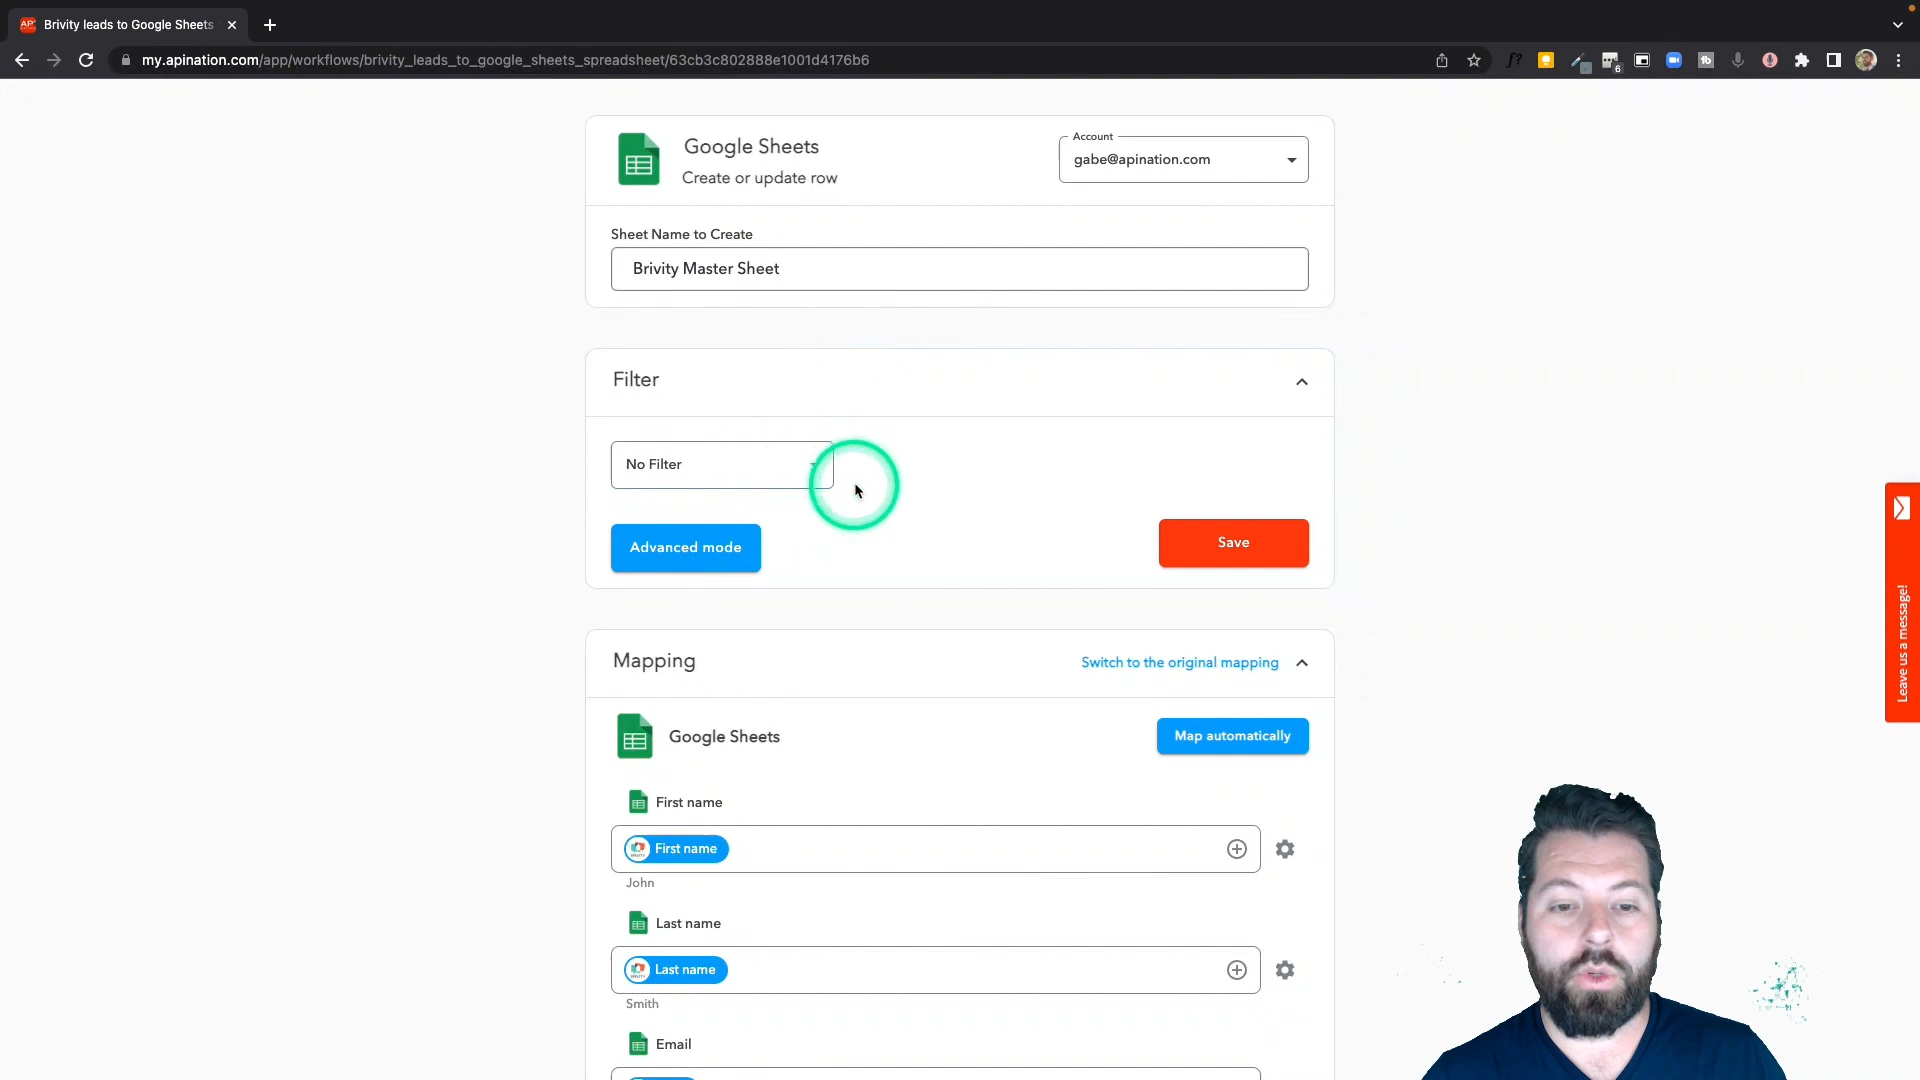 Brivity leads to Google Sheets
my.apination.com/app/workflows/brivity_leads_to_google_sheets_spreadsheet/63cb3c802888e1001d4176b6
Google Sheets
Create or update row
Account
gabe@apination.com
Sheet Name to Create
Brivity Master Sheet
Filter
No Filter
Advanced mode
Save
Mapping
Switch to the original mapping
Google Sheets
Map automatically
First name
First name
John
Last name
Last name
Smith
Email
Leave us a message!